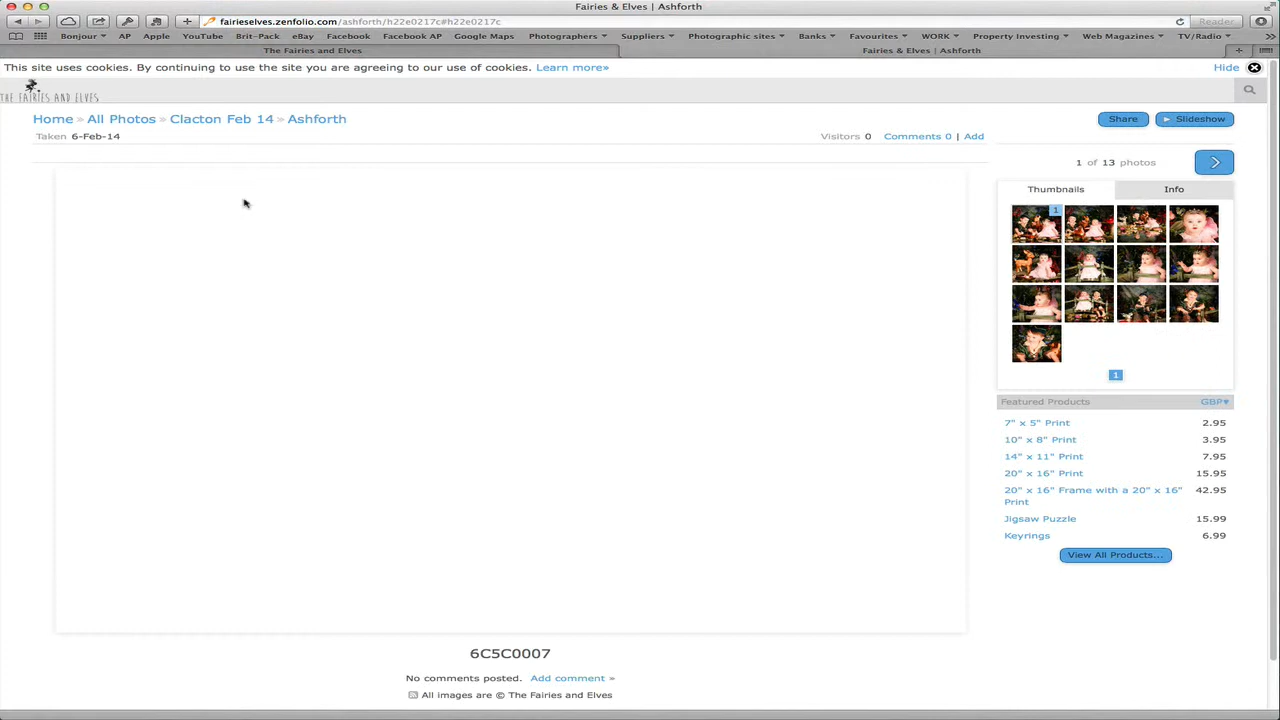 Fairies & Elves | Ashforth
fairieselves.zenfolio.com/ashforth/h22e0217c#h22e0217c
Reader
Bonjour AP Apple YouTube Brit-Pack eBay Facebook Facebook AP Google Maps Photographers Suppliers Photographic sites Banks Favourites WORK Property Investing Web Magazines TV/Radio
The Fairies and Elves Fairies & Elves | Ashforth
This site uses cookies. By continuing to use the site you are agreeing to our use of cookies. Learn more» Hide
THE FAIRIES AND ELVES
Home » All Photos » Clacton Feb 14 » Ashforth
Share Slideshow
Taken 6-Feb-14 Visitors 0 Comments 0 | Add
1 of 13 photos
Thumbnails Info
1
1
Featured Products GBP▾
7" x 5" Print 2.95
10" x 8" Print 3.95
14" x 11" Print 7.95
20" x 16" Print 15.95
20" x 16" Frame with a 20" x 16" 42.95
Print
Jigsaw Puzzle 15.99
Keyrings 6.99
View All Products...
6C5C0007
No comments posted. Add comment »
All images are © The Fairies and Elves